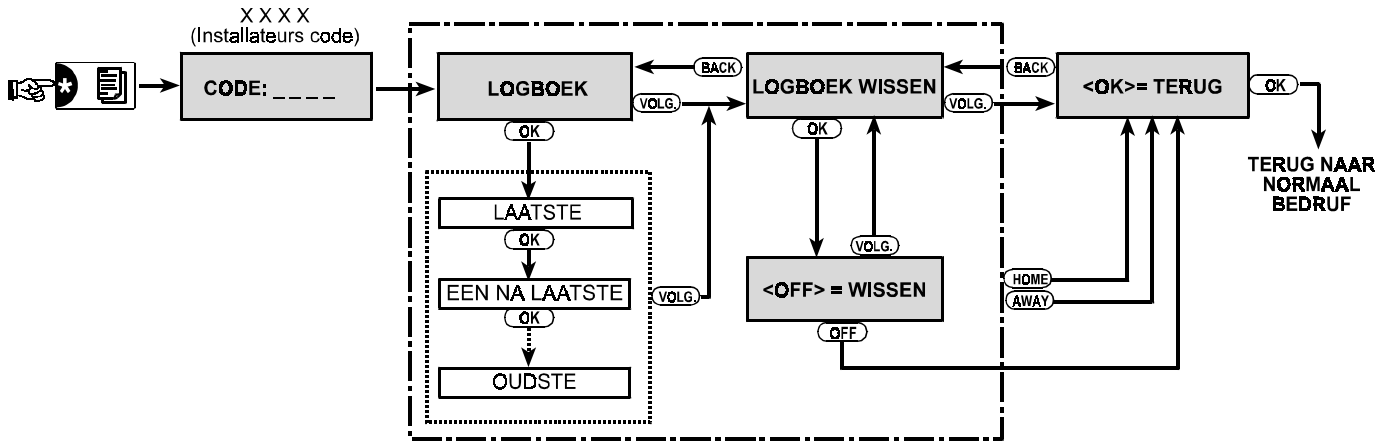 X X X X
(Installateurs code)
*
CODE: _ _ _ _
LOGBOEK
BACK
VOLG.
LOGBOEK WISSEN
BACK
VOLG.
<OK>= TERUG
OK
OK
OK
LAATSTE
OK
EEN NA LAATSTE
OK
OUDSTE
VOLG.
VOLG.
<OFF> = WISSEN
OFF
HOME
AWAY
TERUG NAAR
NORMAAL
BEDRUF